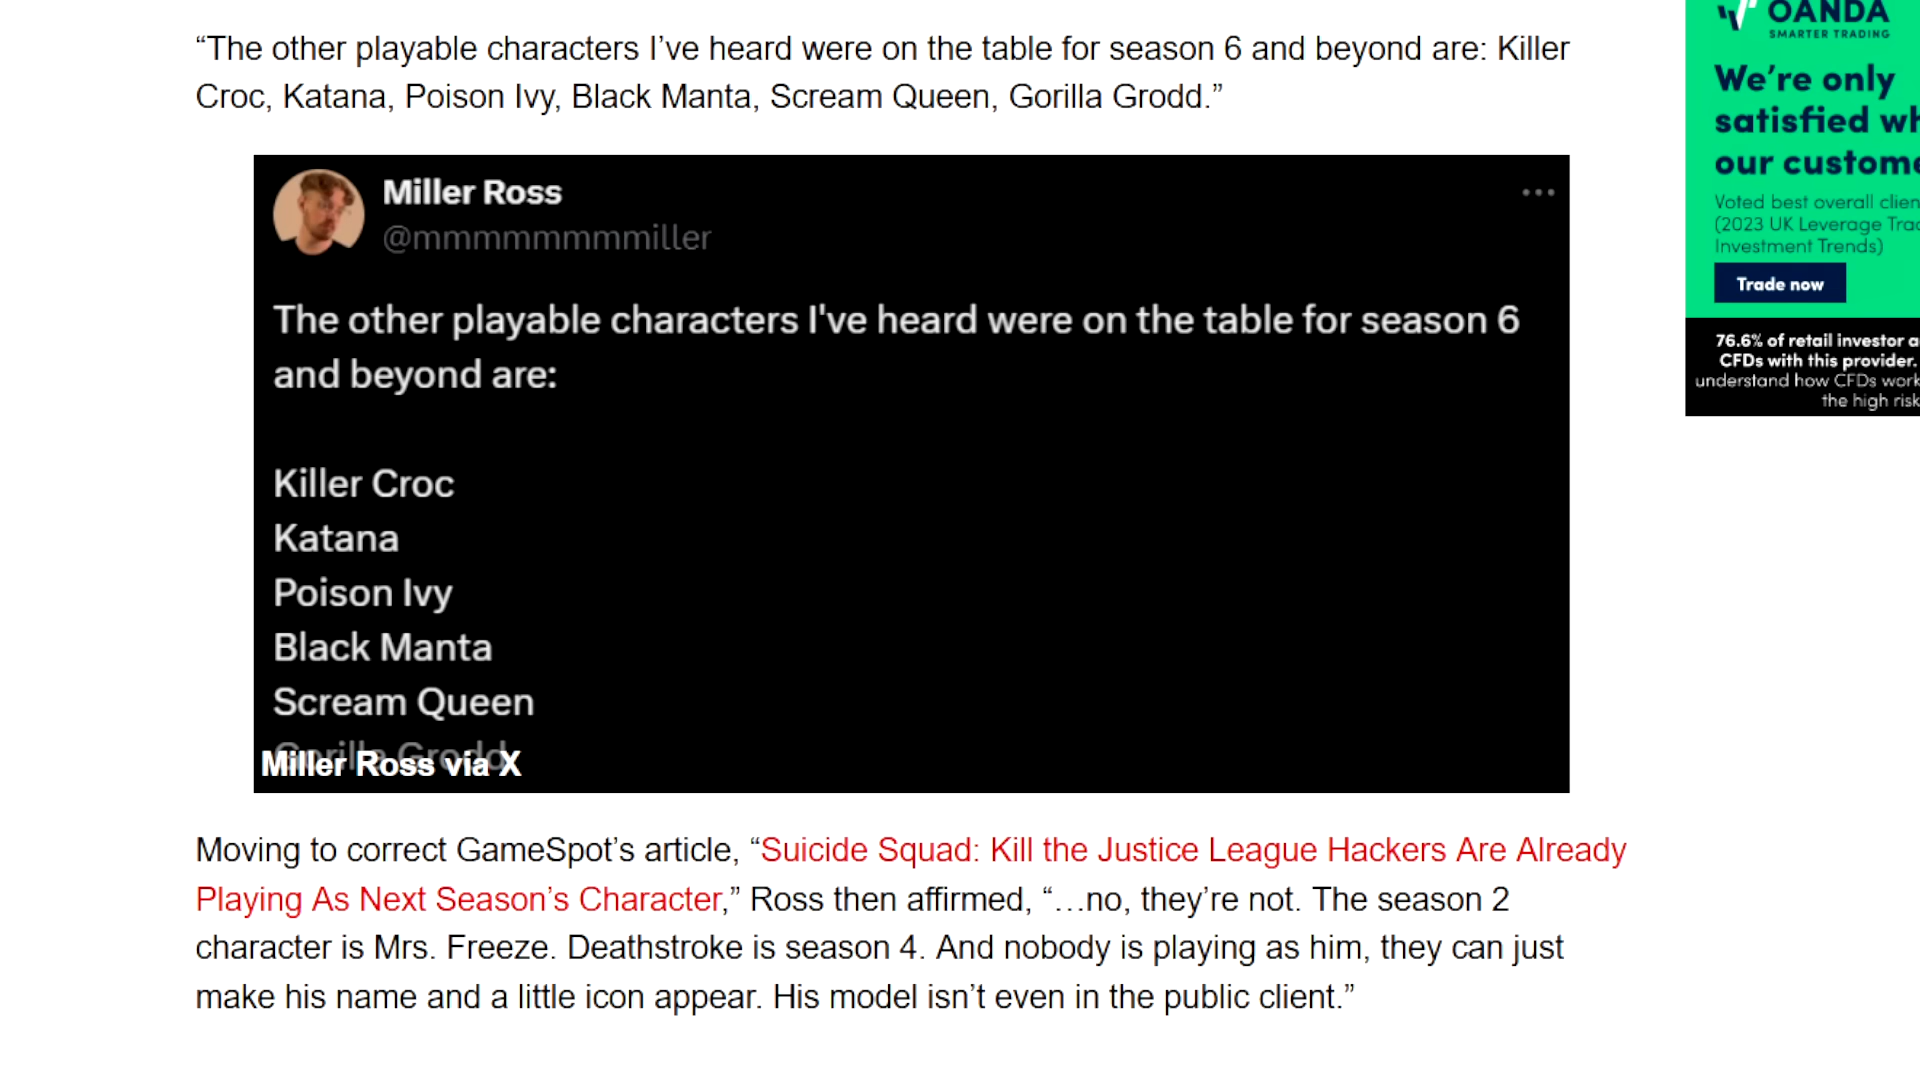 “The other playable characters I’ve heard were on the table for season 6 and beyond are: Killer
Croc, Katana, Poison Ivy, Black Manta, Scream Queen, Gorilla Grodd.”
Miller Ross
@mmmmmmmmiller
The other playable characters I've heard were on the table for season 6
and beyond are:
Killer Croc
Katana
Poison Ivy
Black Manta
Scream Queen
Gorilla Grodd
Miller Ross via X
Moving to correct GameSpot’s article, “Suicide Squad: Kill the Justice League Hackers Are Already
Playing As Next Season’s Character,” Ross then affirmed, “…no, they’re not. The season 2
character is Mrs. Freeze. Deathstroke is season 4. And nobody is playing as him, they can just
make his name and a little icon appear. His model isn’t even in the public client.”
OANDA
SMARTER TRADING
We’re only
satisfied
our
Voted best overall
(2023 UK Leverage
Investment Trends)
Trade now
76.6% of retail investor
CFDs with this provider.
understand how CFDs work
the high risk